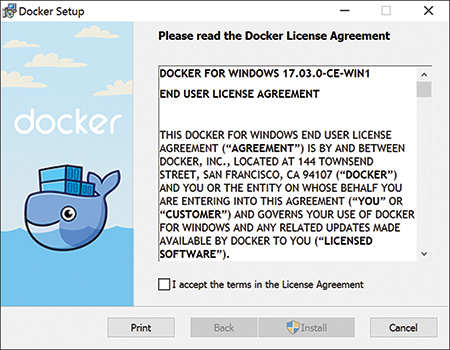 Docker Setup
Please read the Docker License Agreement
docker
DOCKER FOR WINDOWS 17.03.0-CE-WIN1
END USER LICENSE AGREEMENT
THIS DOCKER FOR WINDOWS END USER LICENSE
AGREEMENT (“AGREEMENT”) IS BY AND BETWEEN
DOCKER, INC., LOCATED AT 144 TOWNSEND
STREET, SAN FRANCISCO, CA 94107 (“DOCKER”)
AND YOU OR THE ENTITY ON WHOSE BEHALF YOU
ARE ENTERING INTO THIS AGREEMENT (“YOU” OR
“CUSTOMER”) AND GOVERNS YOUR USE OF DOCKER
FOR WINDOWS AND ANY RELATED UPDATES MADE
AVAILABLE BY DOCKER TO YOU (“LICENSED
SOFTWARE”).
I accept the terms in the License Agreement
Print
Back
Install
Cancel